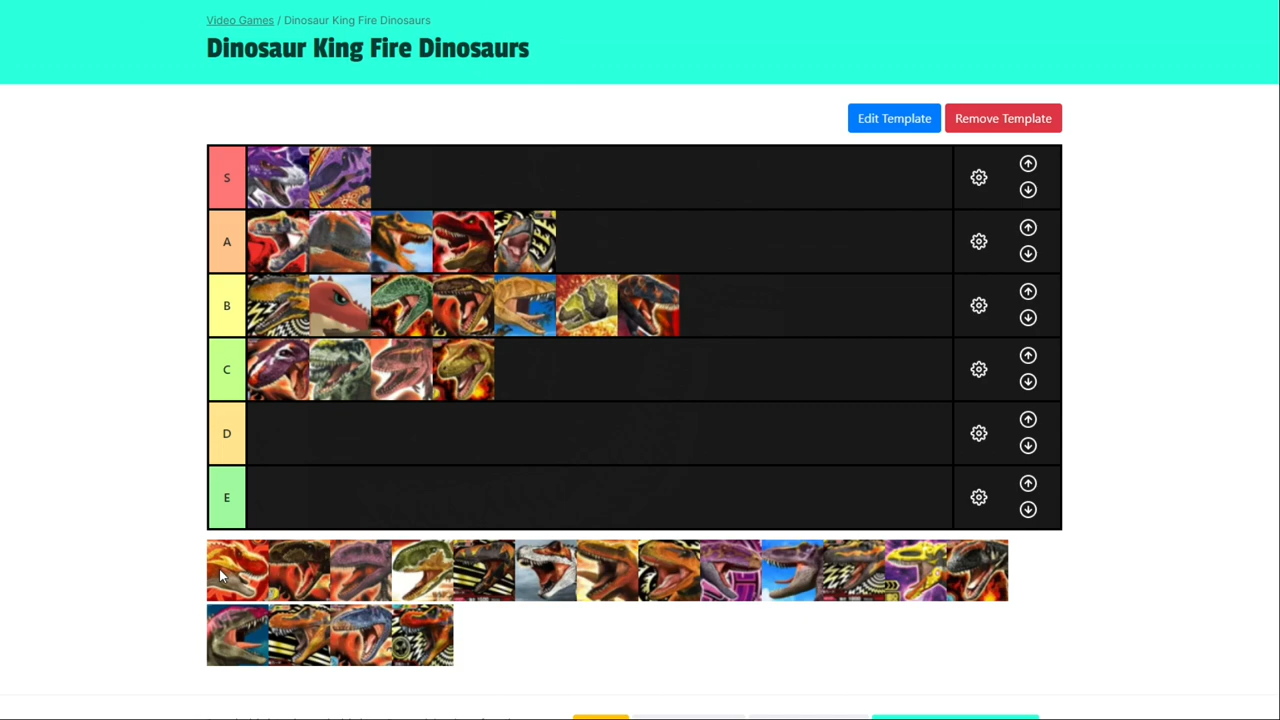 Video Games / Dinosaur King Fire Dinosaurs
Dinosaur King Fire Dinosaurs
Edit Template
Remove Template
S
A
B
C
D
E